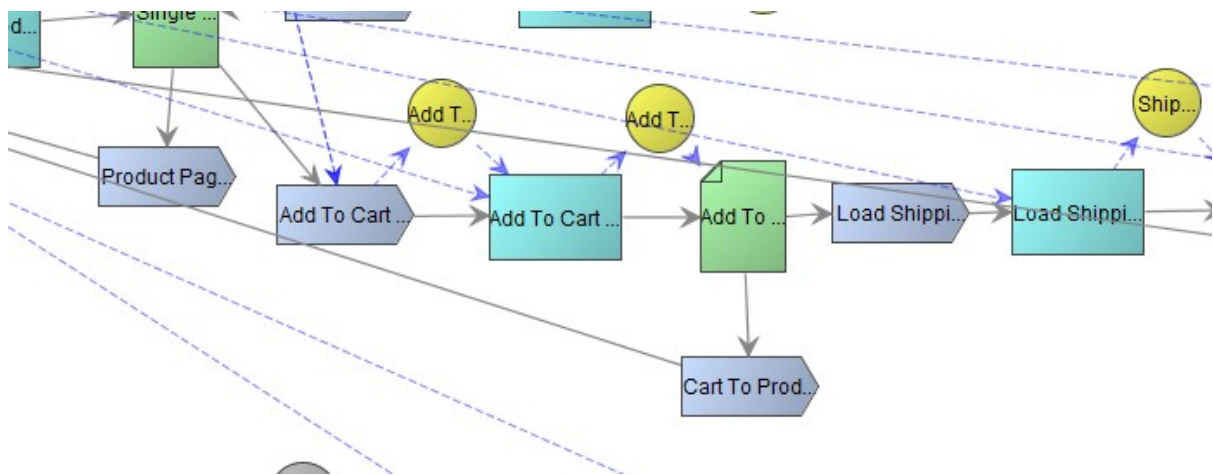 d...
Single ...
Add T...
Add T...
Ship...
Product Pag...
Add To Cart ...
Add To Cart ...
Add To ...
Load Shippi...
Load Shippi...
Cart To Prod...